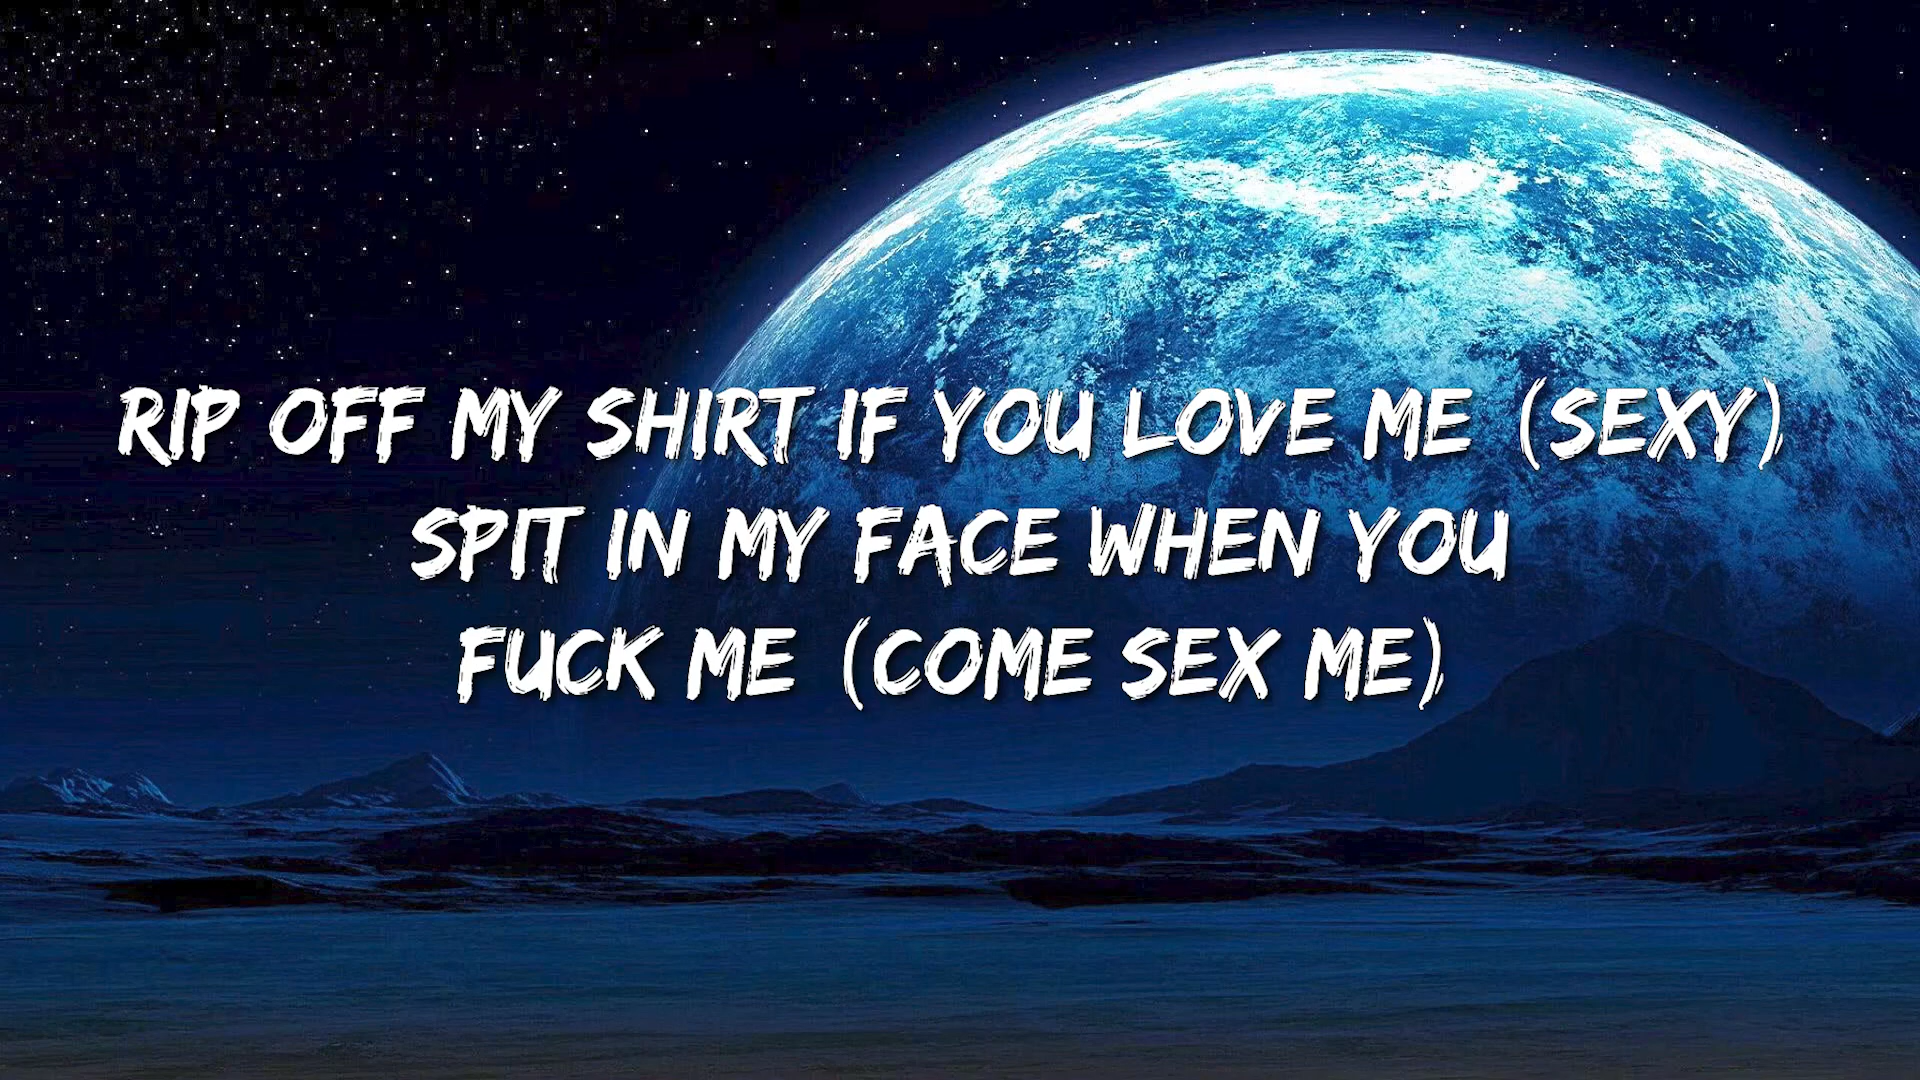 RIP OFF MY SHIRT IF YOU LOVE ME (SEXY)
SPIT IN MY FACE WHEN YOU
FUCK ME (COME SEX ME)